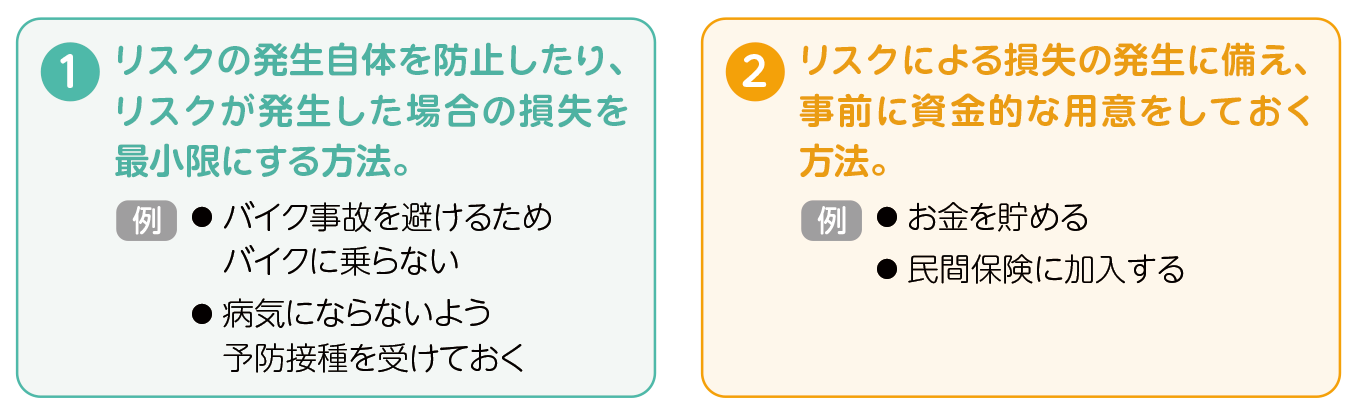 1 リスクの発生自体を防止したり、
リスクが発生した場合の損失を
最小限にする方法。
例 ● バイク事故を避けるため
バイクに乗らない
● 病気にならないよう
予防接種を受けておく
2 リスクによる損失の発生に備え、
事前に資金的な用意をしておく
方法。
例 ● お金を貯める
● 民間保険に加入する